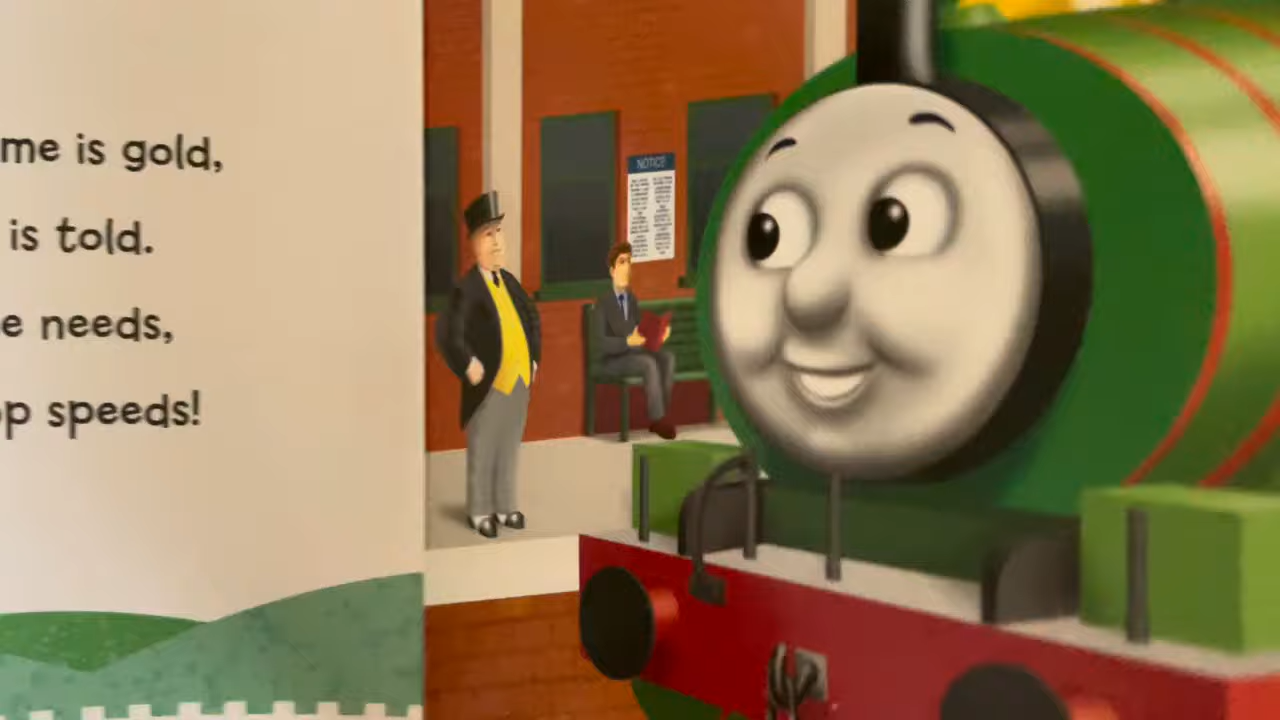 me is gold,
is told.
e needs,
p speeds!
NOTICE